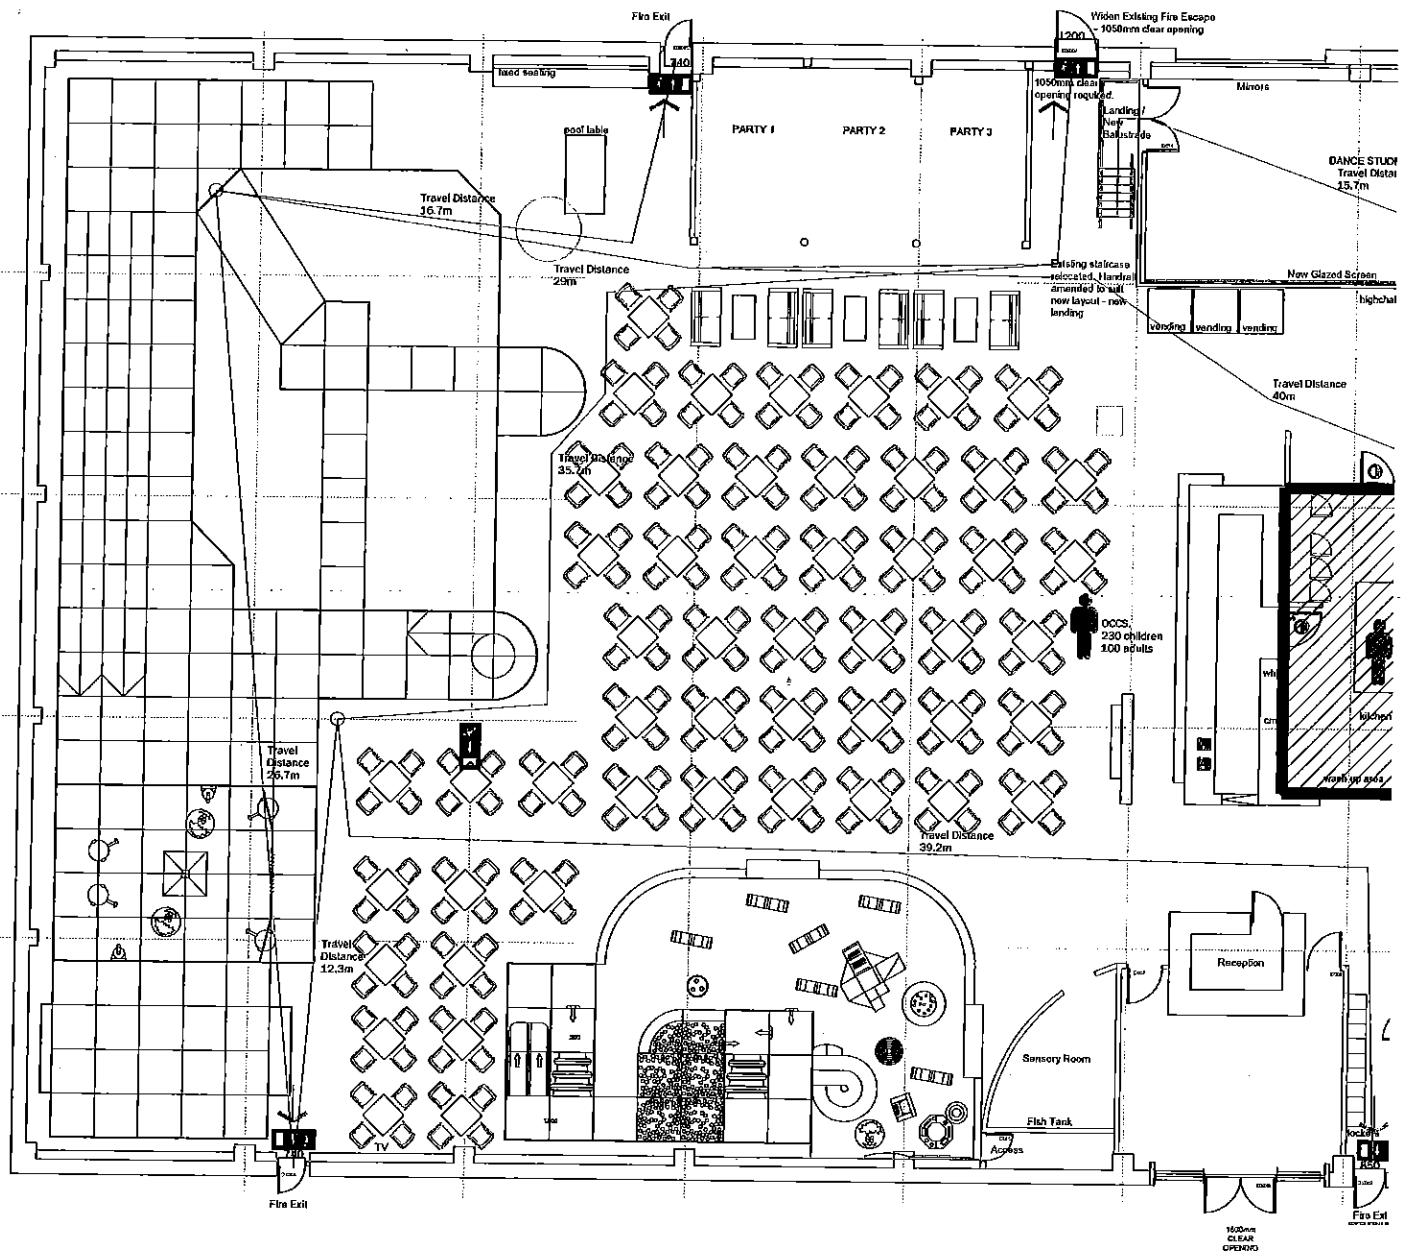 Fire Exit
Widen Existing Fire Escape
- 1050mm clear opening
1200
740
fixed seating
1050mm clear
opening required.
Mirrors
Landing /
New
Balustrade
PARTY 1
PARTY 2
PARTY 3
pool table
DANCE STUDI
Travel Distan
15.7m
Travel Distance
16.7m
Travel Distance
29m
Existing staircase
relocated. Handrail
amended to suit
new layout - new
landing
New Glazed Screen
highchai
vending
vending
vending
Travel Distance
40m
Travel Distance
35.7m
OCCS.
230 children
100 adults
kitchen
wash up area
Travel
Distance
26.7m
Travel Distance
39.2m
Travel
Distance
12.3m
Reception
Sensory Room
Fish Tank
Access
TV
lockers
740
850
Fire Exit
Fire Exi
1600mm
CLEAR
OPENING